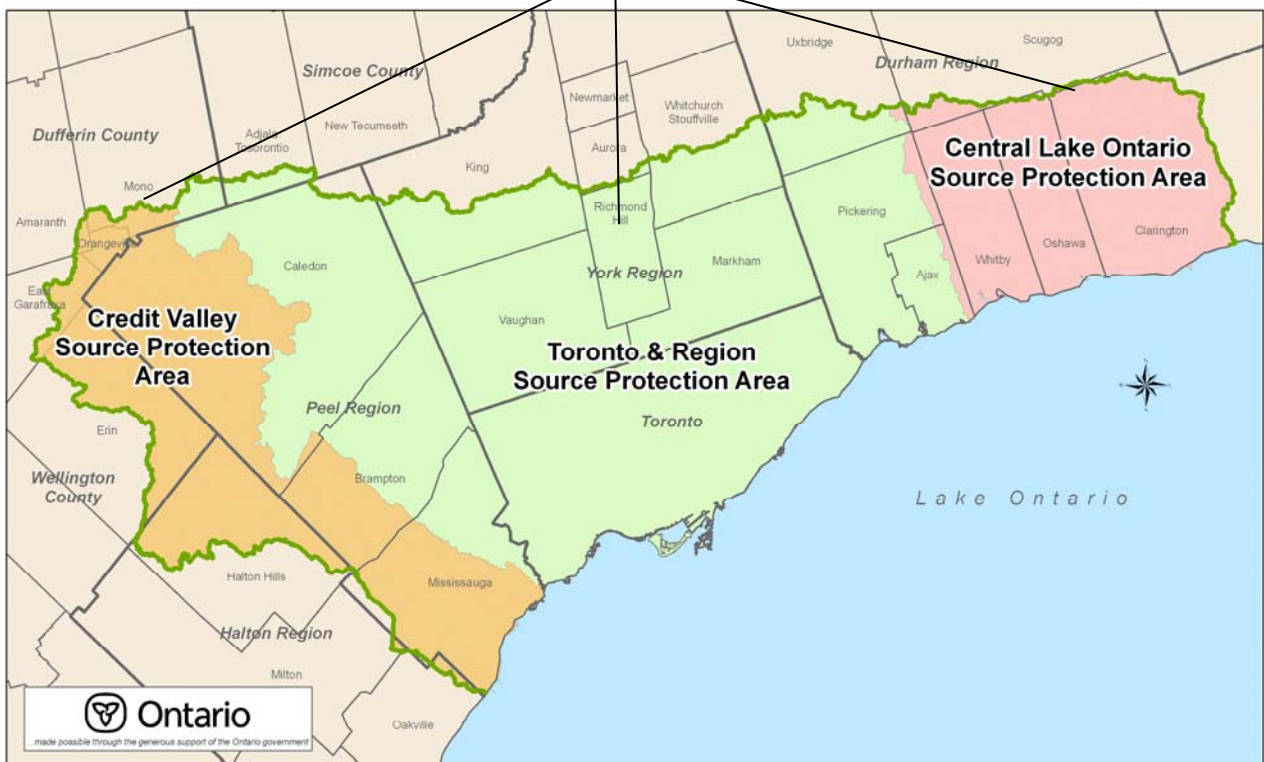 Uxbridge
Scugog
Durham Region
Simcoe County
Newmarket
Whitchurch
Stouffville
Dufferin County
Adjala
Tosorontio
New Tecumseth
Aurora
King
Mono
Central Lake Ontario
Source Protection Area
Amaranth
Orangeville
Richmond
Hill
Pickering
Oshawa
Clarington
Whitby
Ajax
Caledon
York Region
Markham
East
Garafraxa
Credit Valley
Source Protection
Area
Vaughan
Toronto & Region
Source Protection Area
Peel Region
Toronto
Erin
Wellington
County
Brampton
Lake Ontario
Halton Hills
Mississauga
Halton Region
Milton
Oakville
Ontario
made possible through the generous support of the Ontario government